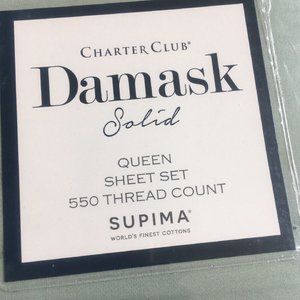 CHARTER CLUB®
Damask
Solid
QUEEN
SHEET SET
550 THREAD COUNT
SUPIMA®
WORLD'S FINEST COTTONS